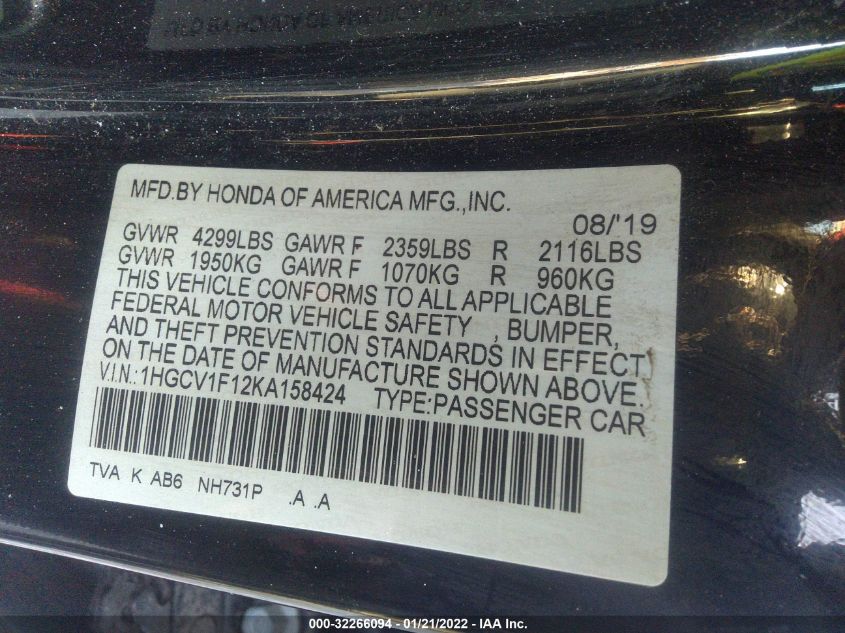 MFD.BY HONDA OF AMERICA MFG.,INC.
08/'19
GVWR 4299LBS GAWR F 2359LBS R 2116LBS
GVWR 1950KG GAWR F 1070KG R 960KG
THIS VEHICLE CONFORMS TO ALL APPLICABLE
FEDERAL MOTOR VEHICLE SAFETY , BUMPER,
AND THEFT PREVENTION STANDARDS IN EFFECT
ON THE DATE OF MANUFACTURE SHOWN ABOVE.
V.I.N.:1HGCV1F12KA158424 TYPE:PASSENGER CAR
TVA K AB6 NH731P .A .A
000-32266094 - 01/21/2022 - IAA Inc.